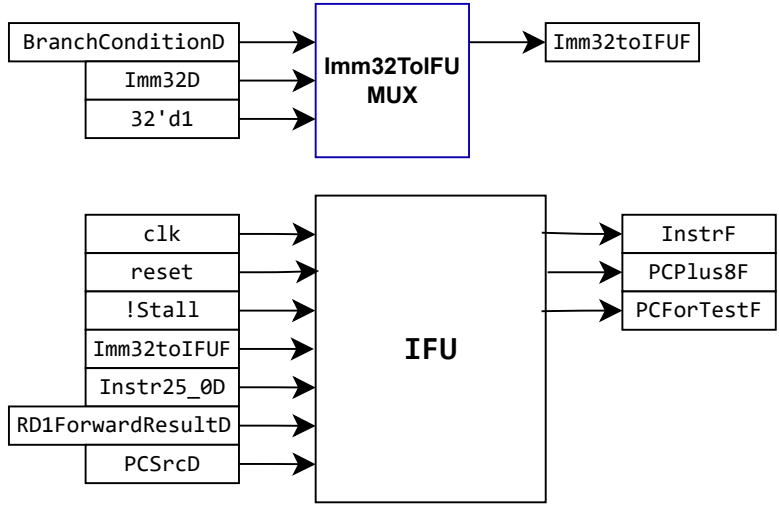 BranchConditionD
Imm32D
32'd1
Imm32ToIFU
MUX
Imm32toIFUF
clk
reset
!Stall
Imm32toIFUF
Instr25_0D
RD1ForwardResultD
PCSrcD
IFU
InstrF
PCPlus8F
PCForTestF